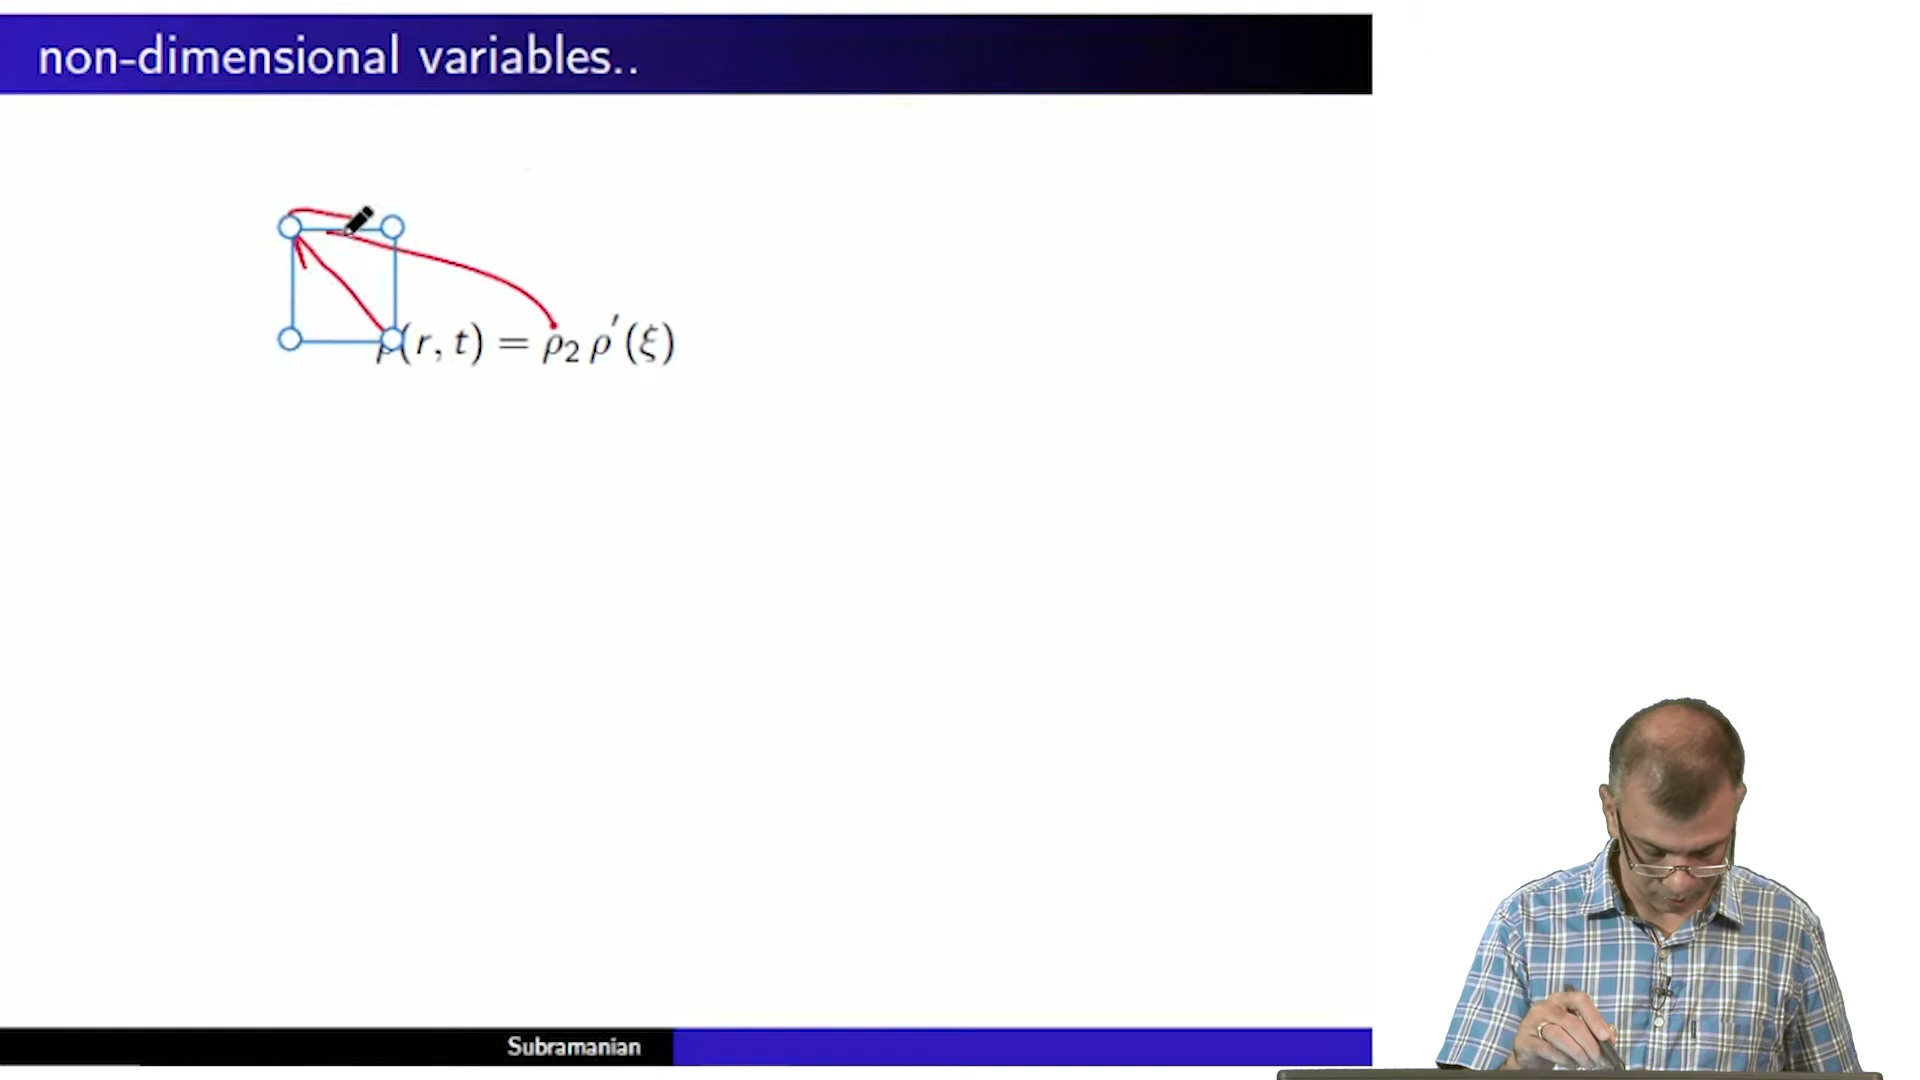 non-dimensional variables..
ρ(r, t) = ρ₂ ρ′(ξ)
Subramanian